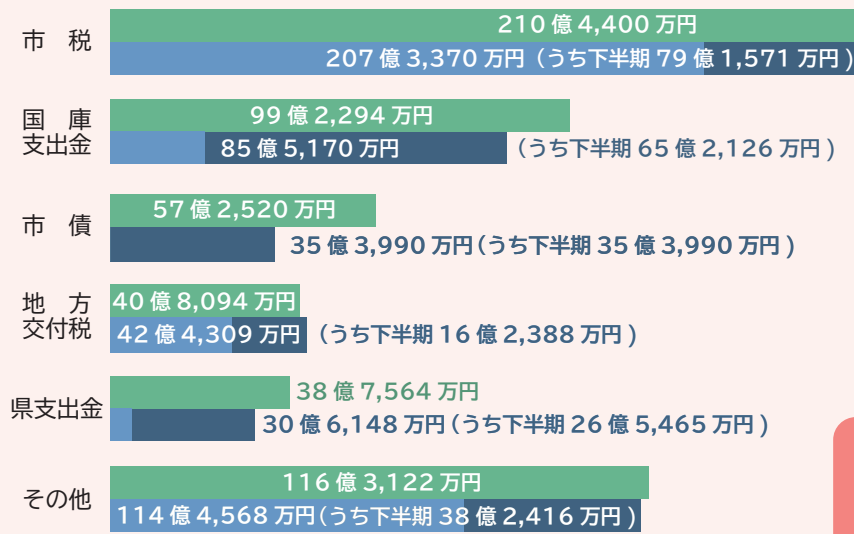 市　税
210 億 4,400 万円
207 億 3,370 万円（うち下半期 79 億 1,571 万円 )
国　庫
支出金
99 億 2,294 万円
85 億 5,170 万円
（うち下半期 65 億 2,126 万円 )
市　債
57 億 2,520 万円
35 億 3,990 万円（うち下半期 35 億 3,990 万円 )
地　方
交付税
40 億 8,094 万円
42 億 4,309 万円
（うち下半期 16 億 2,388 万円 )
県支出金
38 億 7,564 万円
30 億 6,148 万円（うち下半期 26 億 5,465 万円 )
その他
116 億 3,122 万円
114 億 4,568 万円（うち下半期 38 億 2,416 万円 )